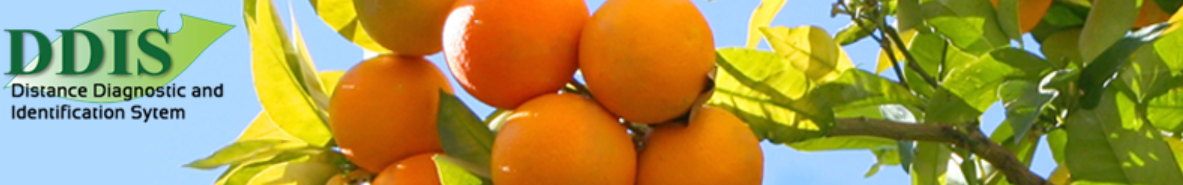 DDIS
Distance Diagnostic and
Identification Sytem